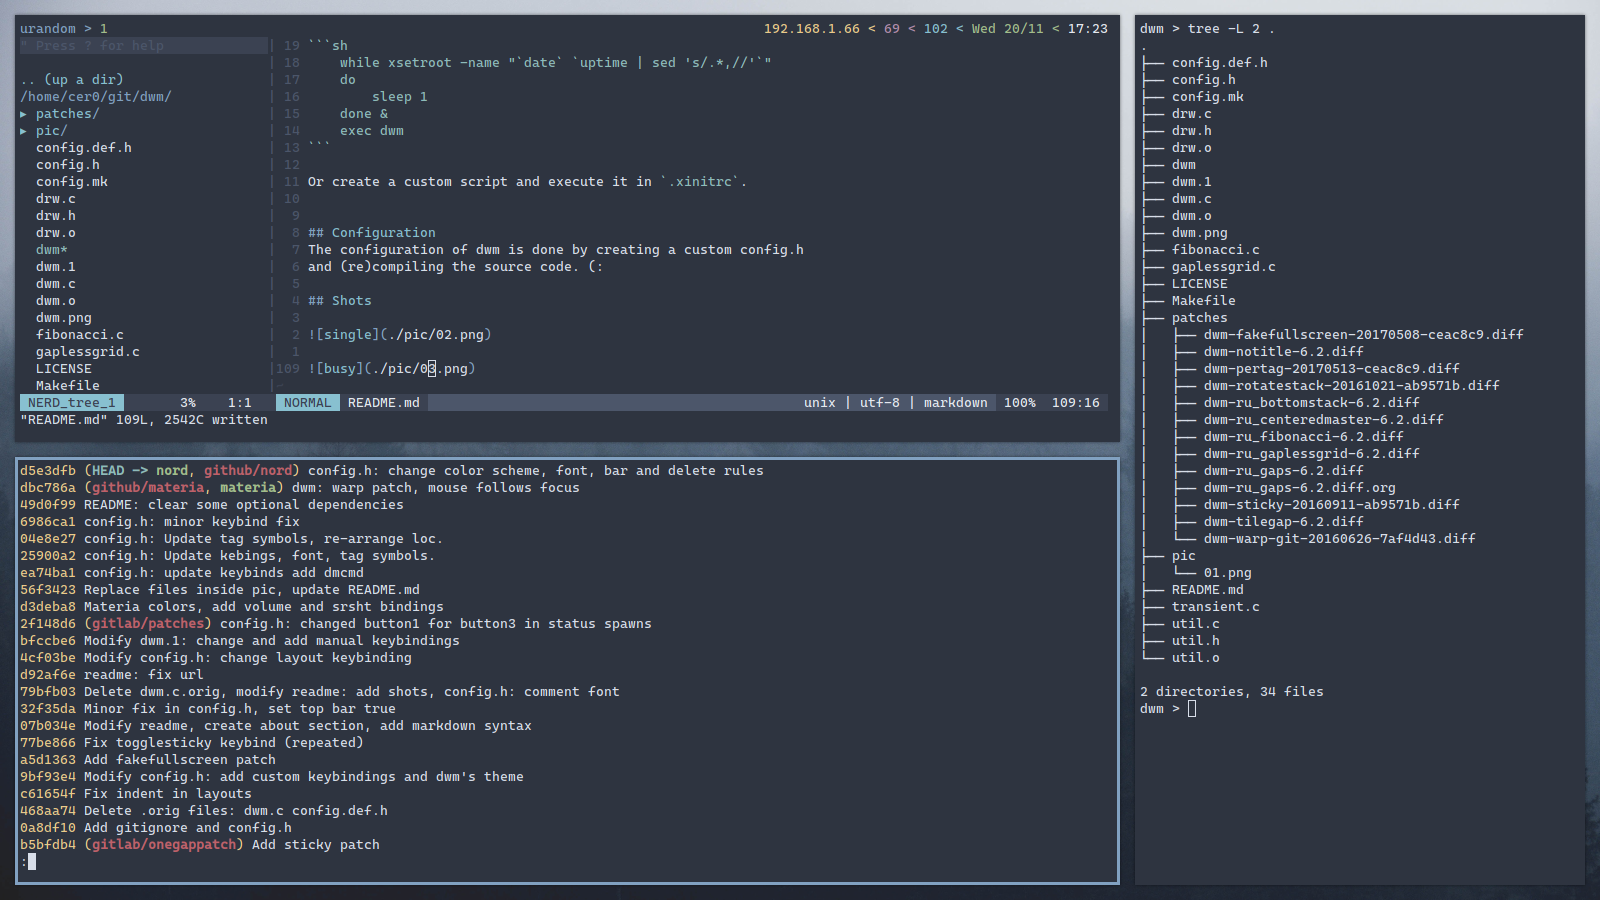 urandom > 1
192.168.1.66 < 69 < 102 < Wed 20/11 < 17:23
" Press ? for help
.. (up a dir)
/home/cer0/git/dwm/
▸ patches/
▸ pic/
config.def.h
config.h
config.mk
drw.c
drw.h
drw.o
dwm*
dwm.1
dwm.c
dwm.o
dwm.png
fibonacci.c
gaplessgrid.c
LICENSE
Makefile
NERD_tree_1 3% 1:1
19 ```sh
18 while xsetroot -name "`date` `uptime | sed 's/.*,//'`"
17 do
16 sleep 1
15 done &
14 exec dwm
13 ```
12
11 Or create a custom script and execute it in `.xinitrc`.
10
9
8 ## Configuration
7 The configuration of dwm is done by creating a custom config.h
6 and (re)compiling the source code. (:
5
4 ## Shots
3
2 ![single](./pic/02.png)
1
109 ![busy](./pic/03.png)
~
NORMAL README.md unix | utf-8 | markdown 100% 109:16
"README.md" 109L, 2542C written
d5e3dfb (HEAD -> nord, github/nord) config.h: change color scheme, font, bar and delete rules
dbc786a (github/materia, materia) dwm: warp patch, mouse follows focus
49d0f99 README: clear some optional dependencies
6986ca1 config.h: minor keybind fix
04e8e27 config.h: Update tag symbols, re-arrange loc.
25900a2 config.h: Update kebings, font, tag symbols.
ea74ba1 config.h: update keybinds add dmcmd
56f3423 Replace files inside pic, update README.md
d3deba8 Materia colors, add volume and srsht bindings
2f148d6 (gitlab/patches) config.h: changed button1 for button3 in status spawns
bfccbe6 Modify dwm.1: change and add manual keybindings
4cf03be Modify config.h: change layout keybinding
d92af6e readme: fix url
79bfb03 Delete dwm.c.orig, modify readme: add shots, config.h: comment font
32f35da Minor fix in config.h, set top bar true
07b034e Modify readme, create about section, add markdown syntax
77be866 Fix togglesticky keybind (repeated)
a5d1363 Add fakefullscreen patch
9bf93e4 Modify config.h: add custom keybindings and dwm's theme
c61654f Fix indent in layouts
468aa74 Delete .orig files: dwm.c config.def.h
0a8df10 Add gitignore and config.h
b5bfdb4 (gitlab/onegappatch) Add sticky patch
:
dwm > tree -L 2 .
.
├── config.def.h
├── config.h
├── config.mk
├── drw.c
├── drw.h
├── drw.o
├── dwm
├── dwm.1
├── dwm.c
├── dwm.o
├── dwm.png
├── fibonacci.c
├── gaplessgrid.c
├── LICENSE
├── Makefile
├── patches
│   ├── dwm-fakefullscreen-20170508-ceac8c9.diff
│   ├── dwm-notitle-6.2.diff
│   ├── dwm-pertag-20170513-ceac8c9.diff
│   ├── dwm-rotatestack-20161021-ab9571b.diff
│   ├── dwm-ru_bottomstack-6.2.diff
│   ├── dwm-ru_centeredmaster-6.2.diff
│   ├── dwm-ru_fibonacci-6.2.diff
│   ├── dwm-ru_gaplessgrid-6.2.diff
│   ├── dwm-ru_gaps-6.2.diff
│   ├── dwm-ru_gaps-6.2.diff.org
│   ├── dwm-sticky-20160911-ab9571b.diff
│   ├── dwm-tilegap-6.2.diff
│   └── dwm-warp-git-20160626-7af4d43.diff
├── pic
│   └── 01.png
├── README.md
├── transient.c
├── util.c
├── util.h
└── util.o
2 directories, 34 files
dwm >